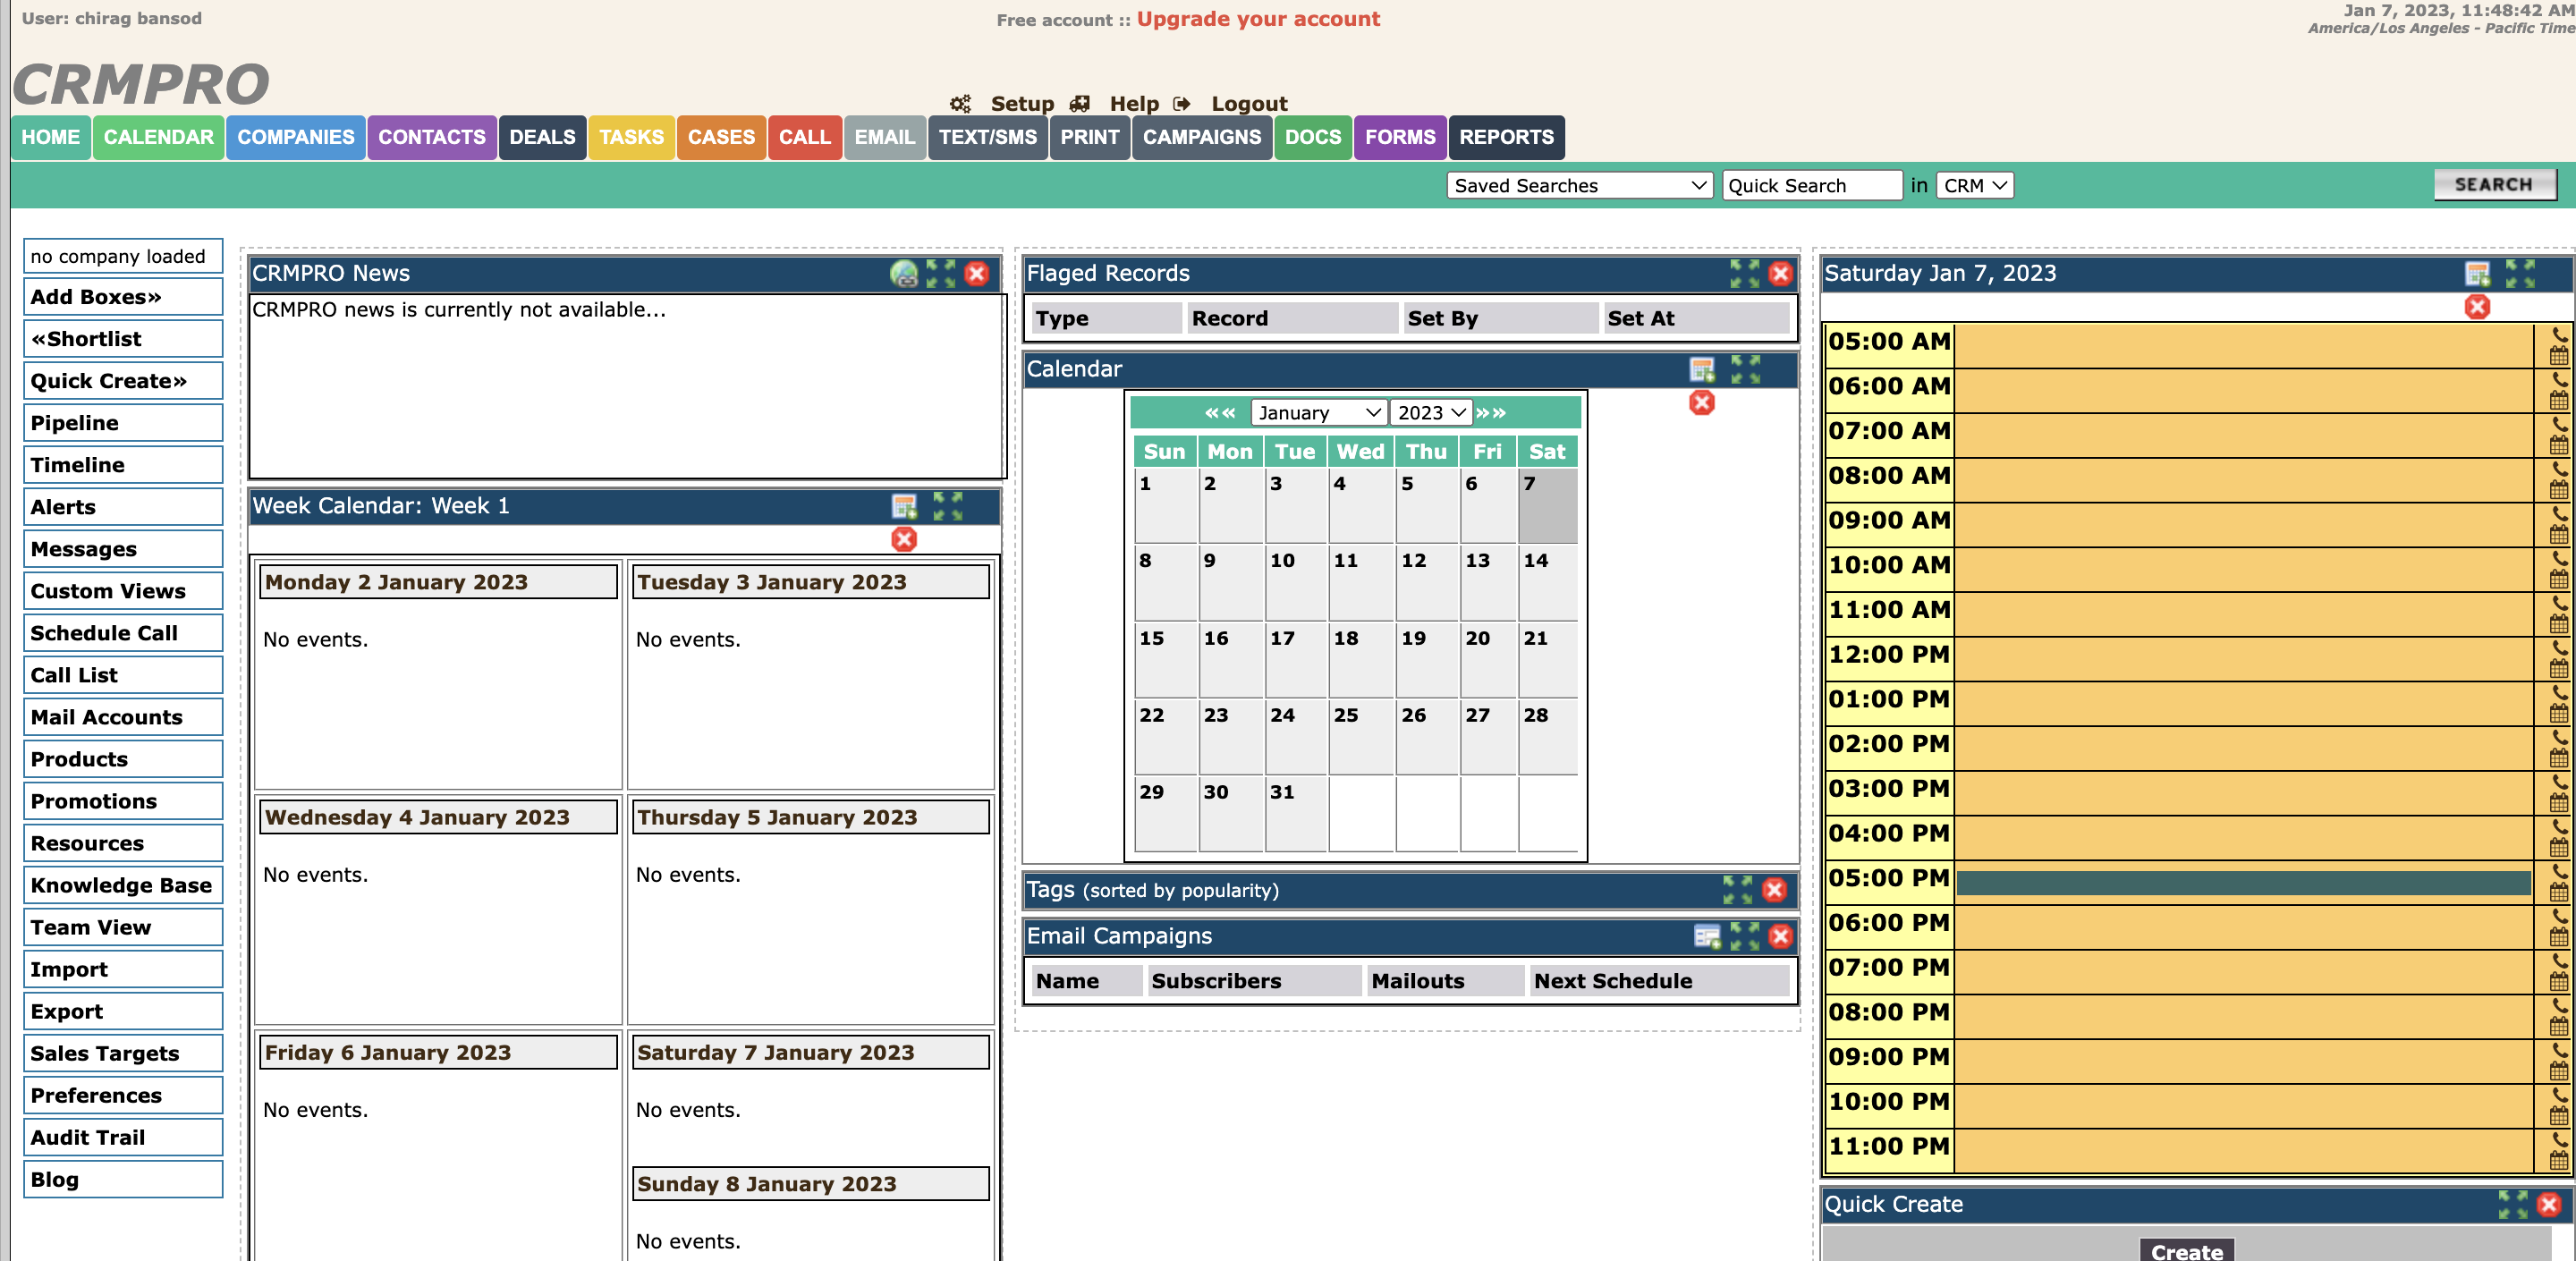 User: chirag bansod
Free account :: Upgrade your account
Jan 7, 2023, 11:48:42 AM
America/Los Angeles - Pacific Time
CRMPRO
Setup Help Logout
HOME CALENDAR COMPANIES CONTACTS DEALS TASKS CASES CALL EMAIL TEXT/SMS PRINT CAMPAIGNS DOCS FORMS REPORTS
Saved Searches Quick Search in CRM SEARCH
no company loaded
Add Boxes»
«Shortlist
Quick Create»
Pipeline
Timeline
Alerts
Messages
Custom Views
Schedule Call
Call List
Mail Accounts
Products
Promotions
Resources
Knowledge Base
Team View
Import
Export
Sales Targets
Preferences
Audit Trail
Blog
CRMPRO News
CRMPRO news is currently not available...
Week Calendar: Week 1
Monday 2 January 2023
No events.
Tuesday 3 January 2023
No events.
Wednesday 4 January 2023
No events.
Thursday 5 January 2023
No events.
Friday 6 January 2023
No events.
Saturday 7 January 2023
No events.
Sunday 8 January 2023
No events.
Flaged Records
Type Record Set By Set At
Calendar
«« January 2023 »»
Sun Mon Tue Wed Thu Fri Sat
1 2 3 4 5 6 7
8 9 10 11 12 13 14
15 16 17 18 19 20 21
22 23 24 25 26 27 28
29 30 31
Tags (sorted by popularity)
Email Campaigns
Name Subscribers Mailouts Next Schedule
Saturday Jan 7, 2023
05:00 AM
06:00 AM
07:00 AM
08:00 AM
09:00 AM
10:00 AM
11:00 AM
12:00 PM
01:00 PM
02:00 PM
03:00 PM
04:00 PM
05:00 PM
06:00 PM
07:00 PM
08:00 PM
09:00 PM
10:00 PM
11:00 PM
Quick Create
Create